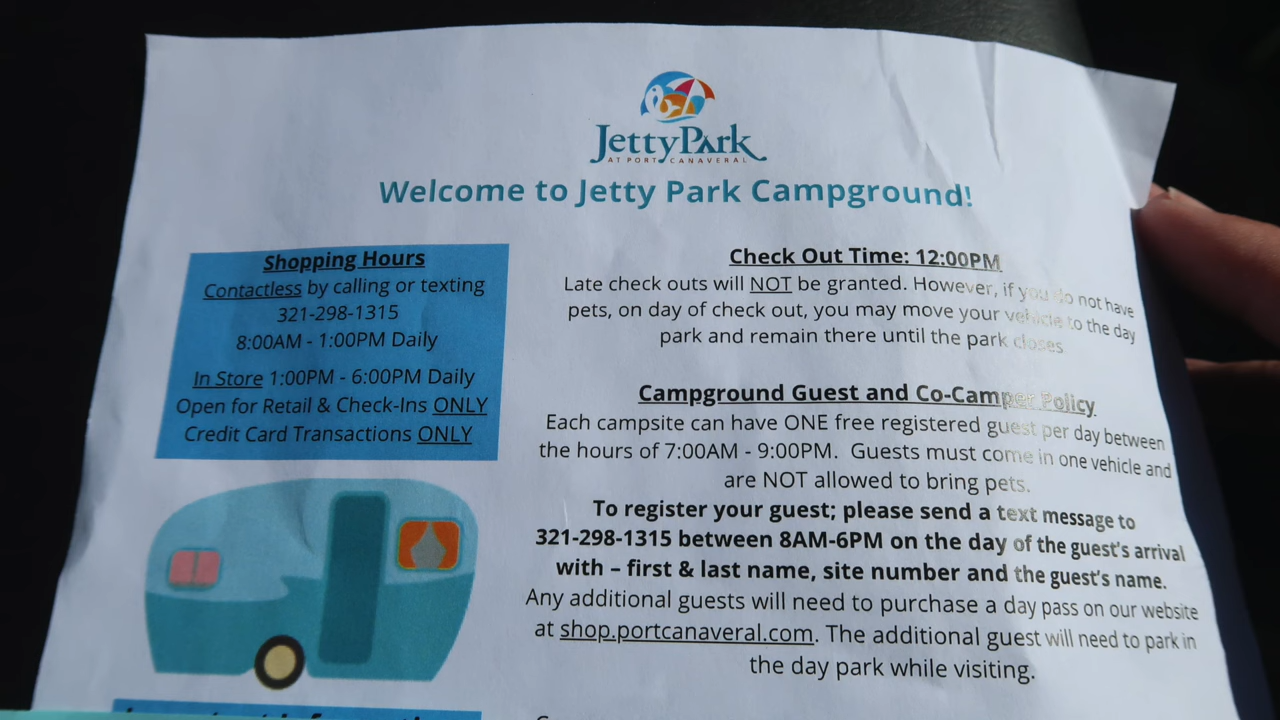 Jetty Park
AT PORT CANAVERAL
Welcome to Jetty Park Campground!
Shopping Hours
Contactless by calling or texting
321-298-1315
8:00AM - 1:00PM Daily
In Store 1:00PM - 6:00PM Daily
Open for Retail & Check-Ins ONLY
Credit Card Transactions ONLY
Check Out Time: 12:00PM
Late check outs will NOT be granted. However, if you do not have
pets, on day of check out, you may move your vehicle to the day
park and remain there until the park closes
Campground Guest and Co-Camper Policy
Each campsite can have ONE free registered guest per day between
the hours of 7:00AM - 9:00PM. Guests must come in one vehicle and
are NOT allowed to bring pets.
To register your guest; please send a text message to
321-298-1315 between 8AM-6PM on the day of the guest's arrival
with – first & last name, site number and the guest's name.
Any additional guests will need to purchase a day pass on our website
at shop.portcanaveral.com. The additional guest will need to park in
the day park while visiting.